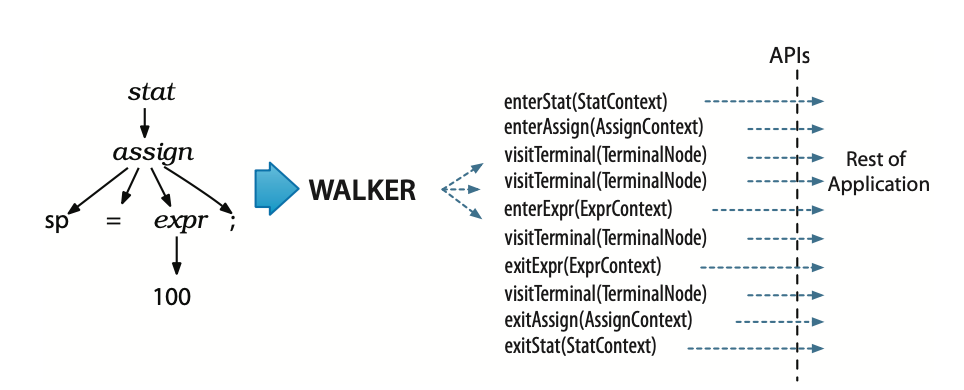 stat
assign
sp = expr ;
100
WALKER
enterStat(StatContext)
enterAssign(AssignContext)
visitTerminal(TerminalNode)
visitTerminal(TerminalNode)
enterExpr(ExprContext)
visitTerminal(TerminalNode)
exitExpr(ExprContext)
visitTerminal(TerminalNode)
exitAssign(AssignContext)
exitStat(StatContext)
APIs
Rest of
Application